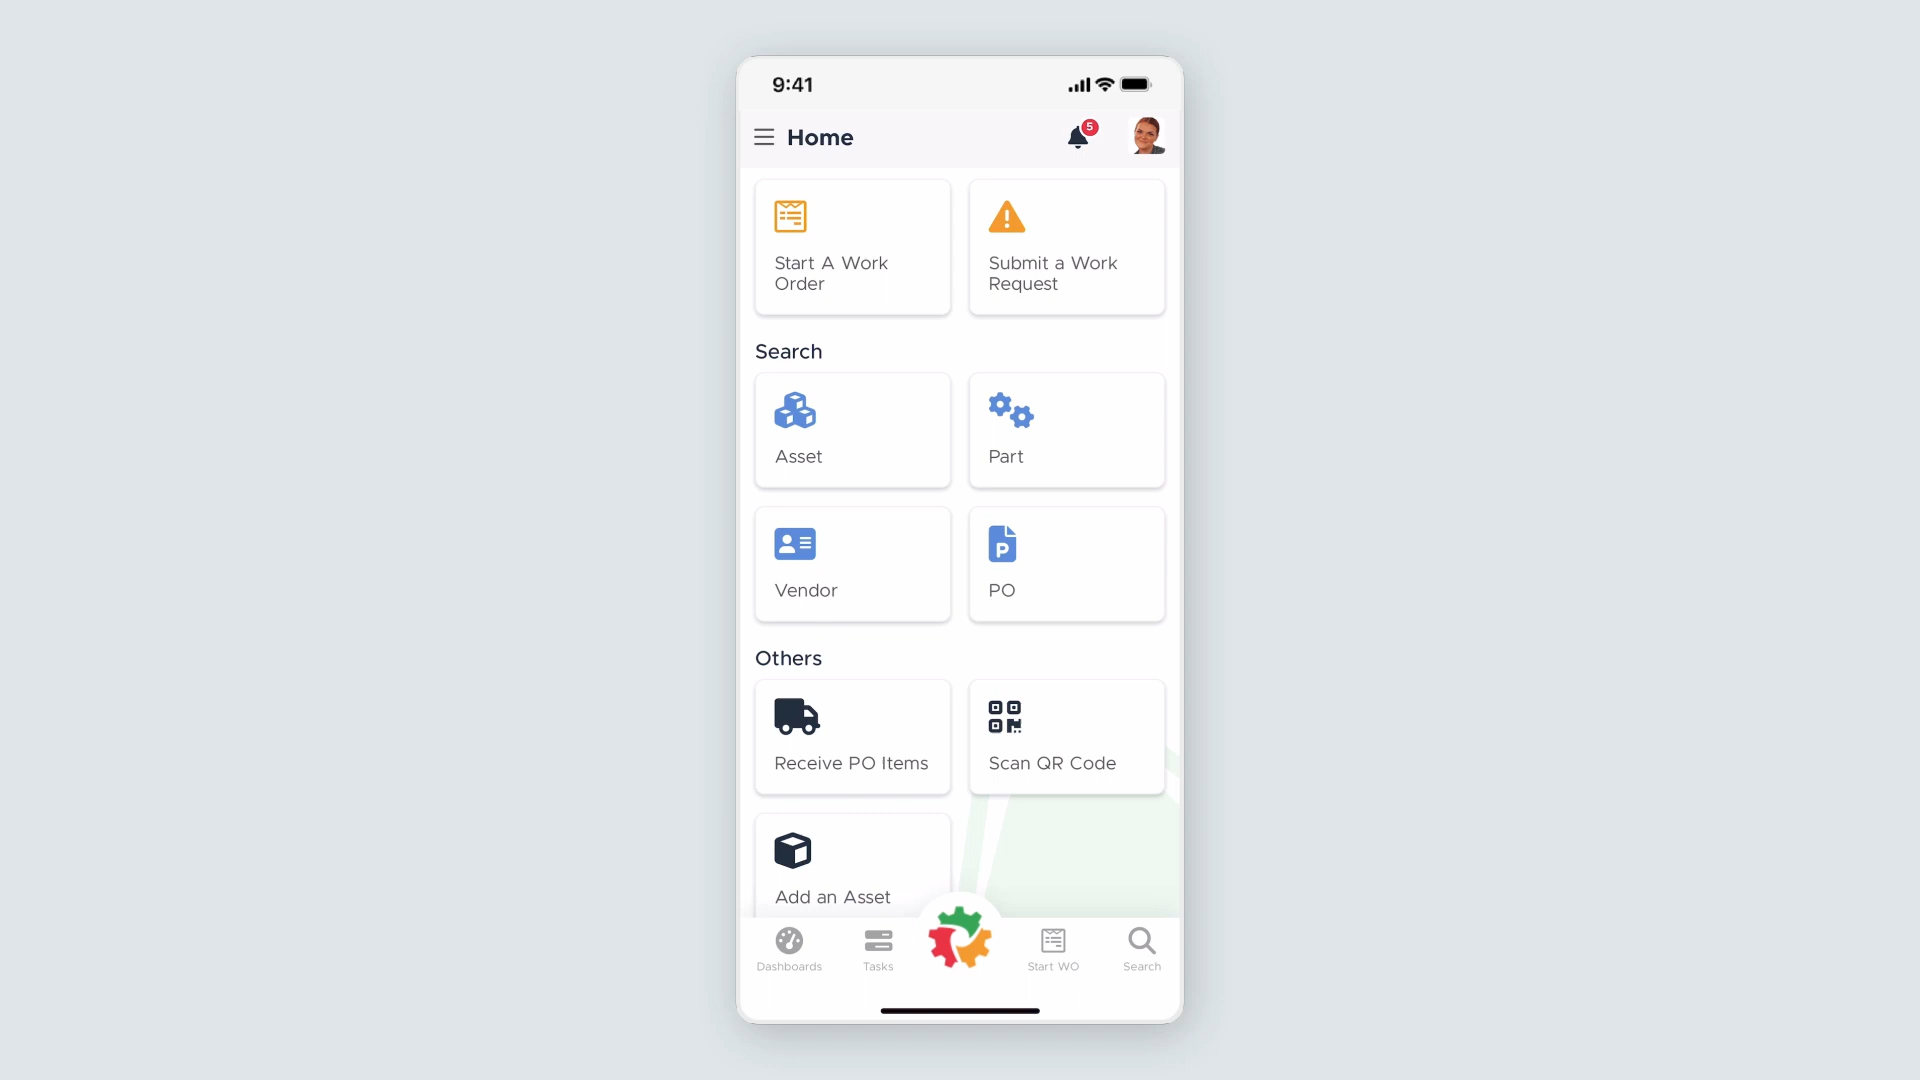 9:41
Home
5
Start A Work
Order
Submit a Work
Request
Search
Asset
Part
Vendor
P
PO
Others
Receive PO Items
Scan QR Code
Add an Asset
Dashboards
Tasks
Start WO
Search